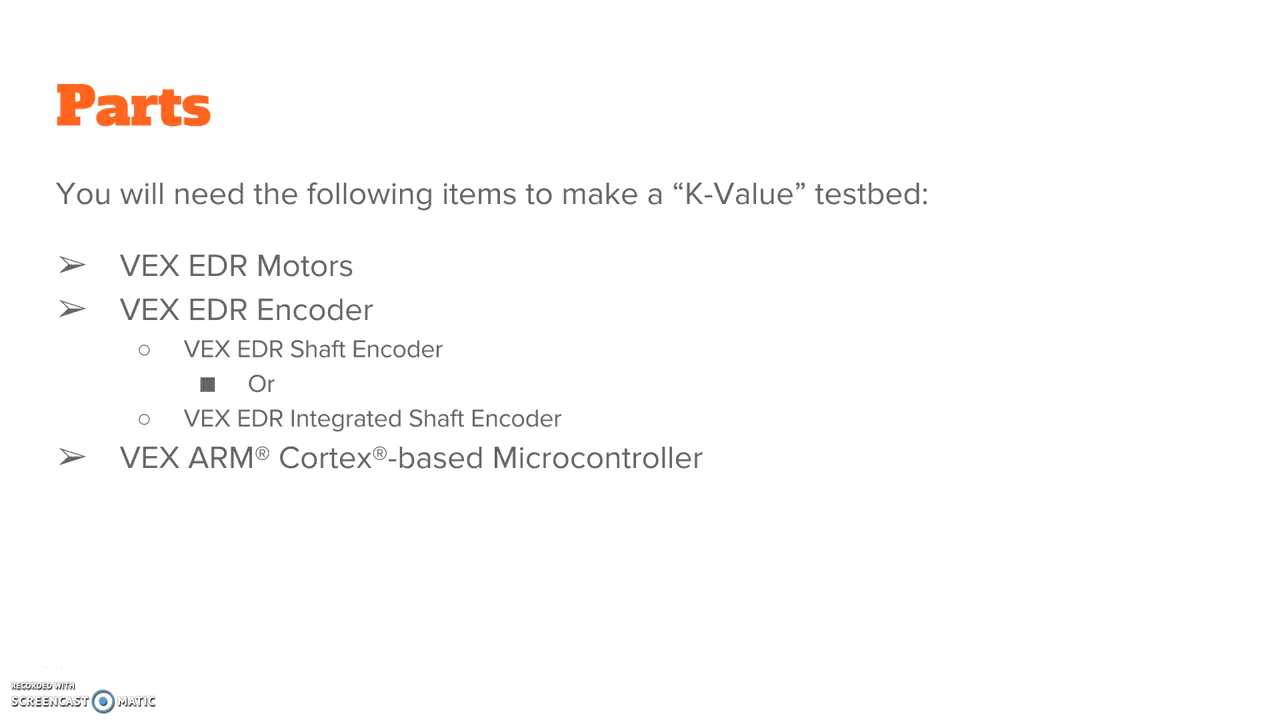 Parts
You will need the following items to make a “K-Value” testbed:
➢ VEX EDR Motors
➢ VEX EDR Encoder
○ VEX EDR Shaft Encoder
■ Or
○ VEX EDR Integrated Shaft Encoder
➢ VEX ARM® Cortex®-based Microcontroller
RECORDED WITH
SCREENCAST MATIC